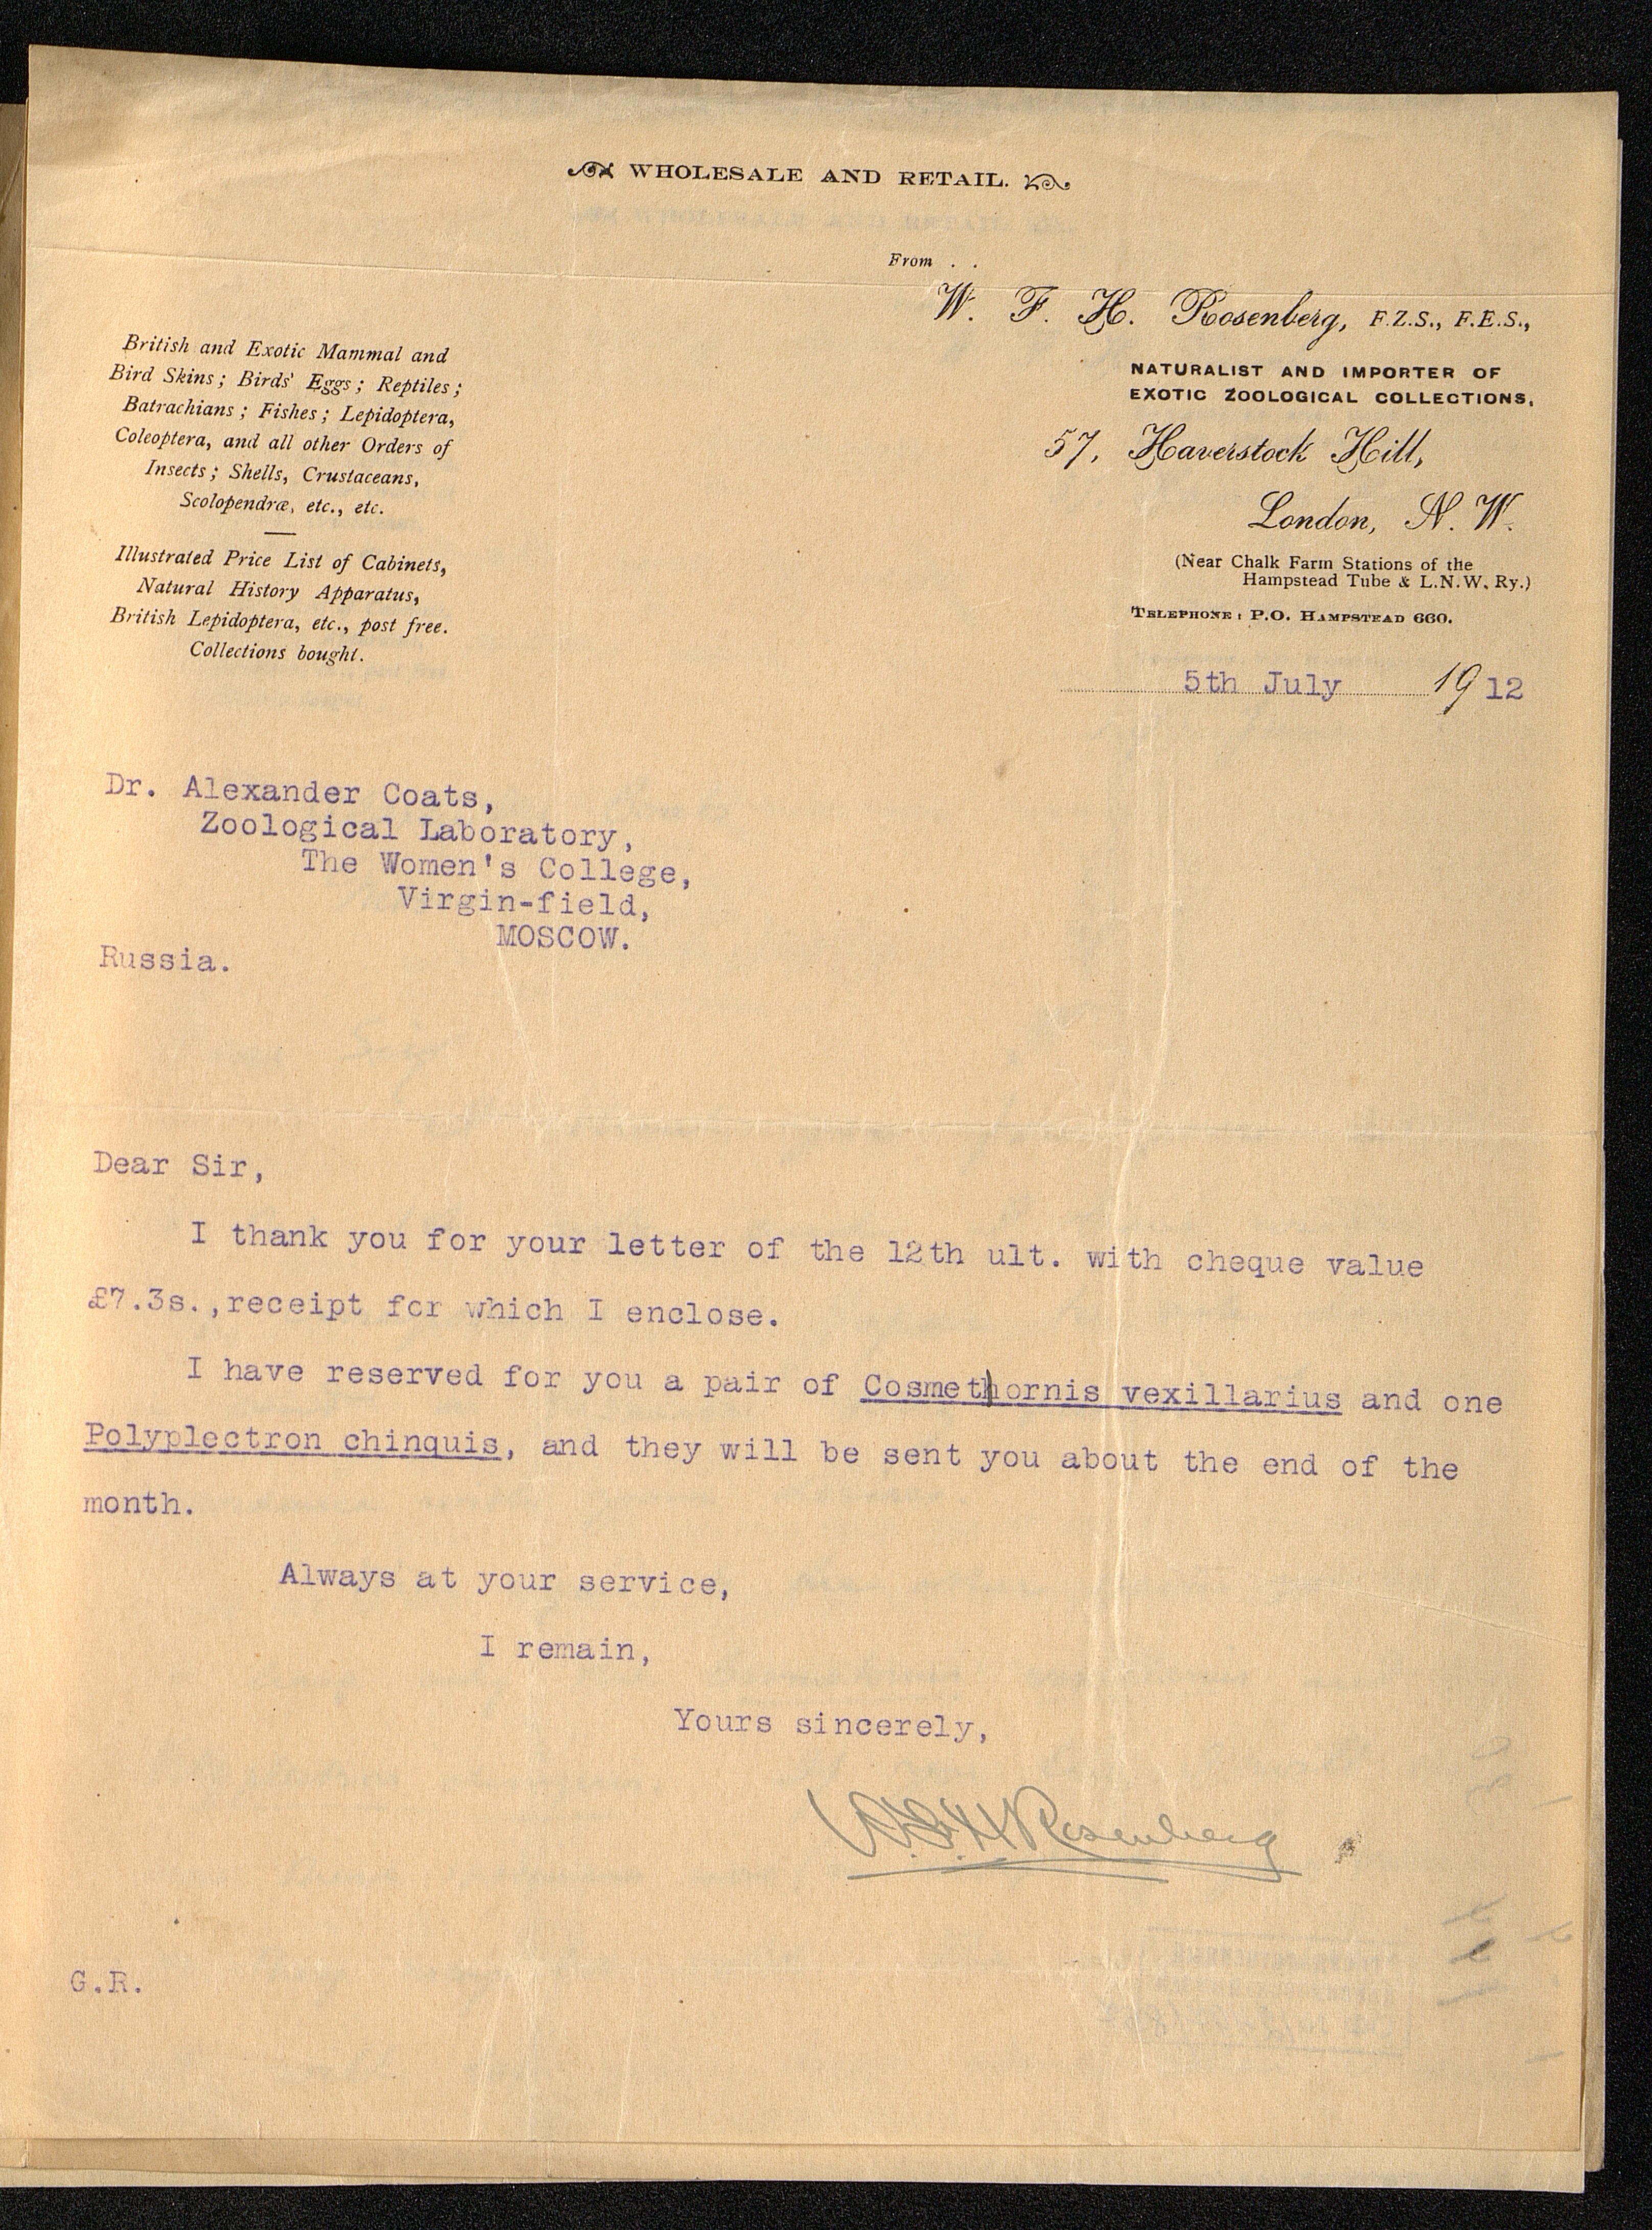 WHOLESALE AND RETAIL.
From . .
W. F. H. Rosenberg, F.Z.S., F.E.S.,
NATURALIST AND IMPORTER OF
EXOTIC ZOOLOGICAL COLLECTIONS,
57, Haverstock Hill,
London, N. W.
(Near Chalk Farm Stations of the
Hampstead Tube & L.N.W. Ry.)
TELEPHONE: P.O. HAMPSTEAD 660.
British and Exotic Mammal and
Bird Skins; Birds' Eggs; Reptiles;
Batrachians; Fishes; Lepidoptera,
Coleoptera, and all other Orders of
Insects; Shells, Crustaceans,
Scolopendræ, etc., etc.
Illustrated Price List of Cabinets,
Natural History Apparatus,
British Lepidoptera, etc., post free.
Collections bought.
5th July 1912
Dr. Alexander Coats,
Zoological Laboratory,
The Women's College,
Virgin-field,
MOSCOW.
Russia.
Dear Sir,
I thank you for your letter of the 12th ult. with cheque value
£7.3s.,receipt for which I enclose.
I have reserved for you a pair of Cosmethornis vexillarius and one
Polyplectron chinquis, and they will be sent you about the end of the
month.
Always at your service,
I remain,
Yours sincerely,
W.F.H Rosenberg
G.R.